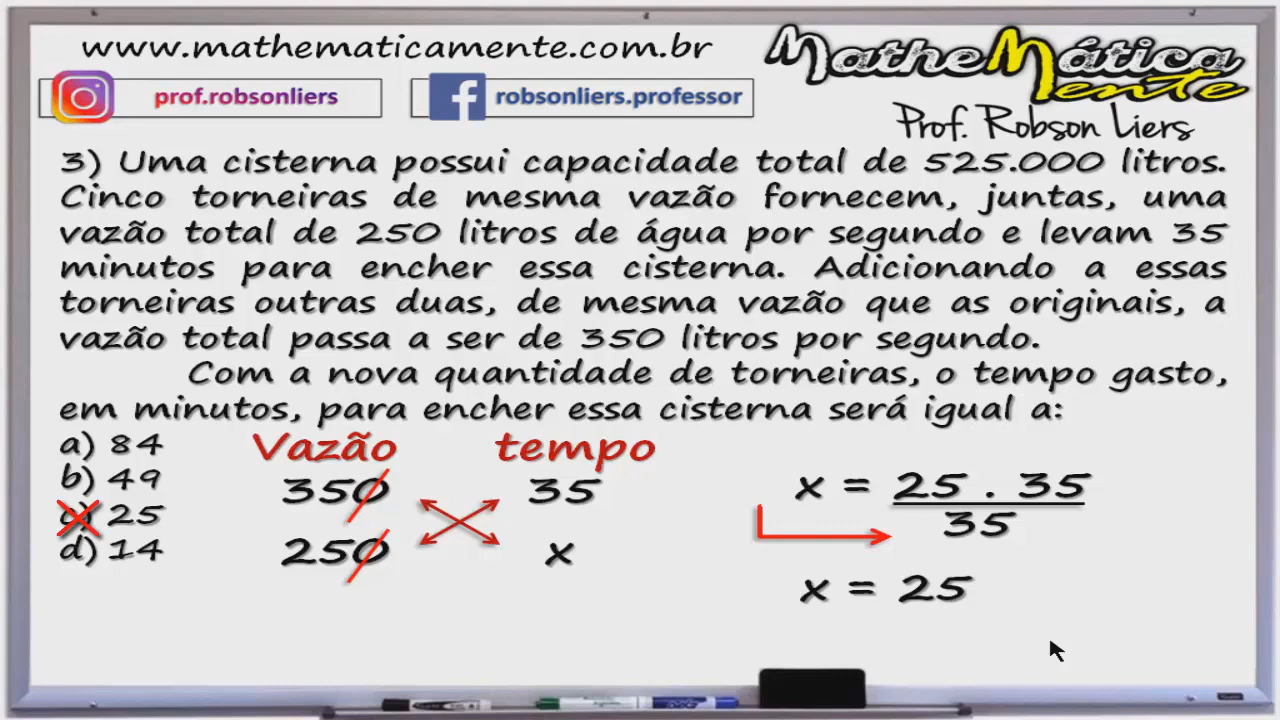 www.mathematicamente.com.br
MatheMática
mente
prof.robsonliers
robsonliers.professor
Prof. Robson Liers
3) Uma cisterna possui capacidade total de 525.000 litros.
Cinco torneiras de mesma vazão fornecem, juntas, uma
vazão total de 250 litros de água por segundo e levam 35
minutos para encher essa cisterna. Adicionando a essas
torneiras outras duas, de mesma vazão que as originais, a
vazão total passa a ser de 350 litros por segundo.
Com a nova quantidade de torneiras, o tempo gasto,
em minutos, para encher essa cisterna será igual a:
a) 84
b) 49
c) 25
d) 14
Vazão tempo
350 35
250 x
x = 25 . 35
35
x = 25